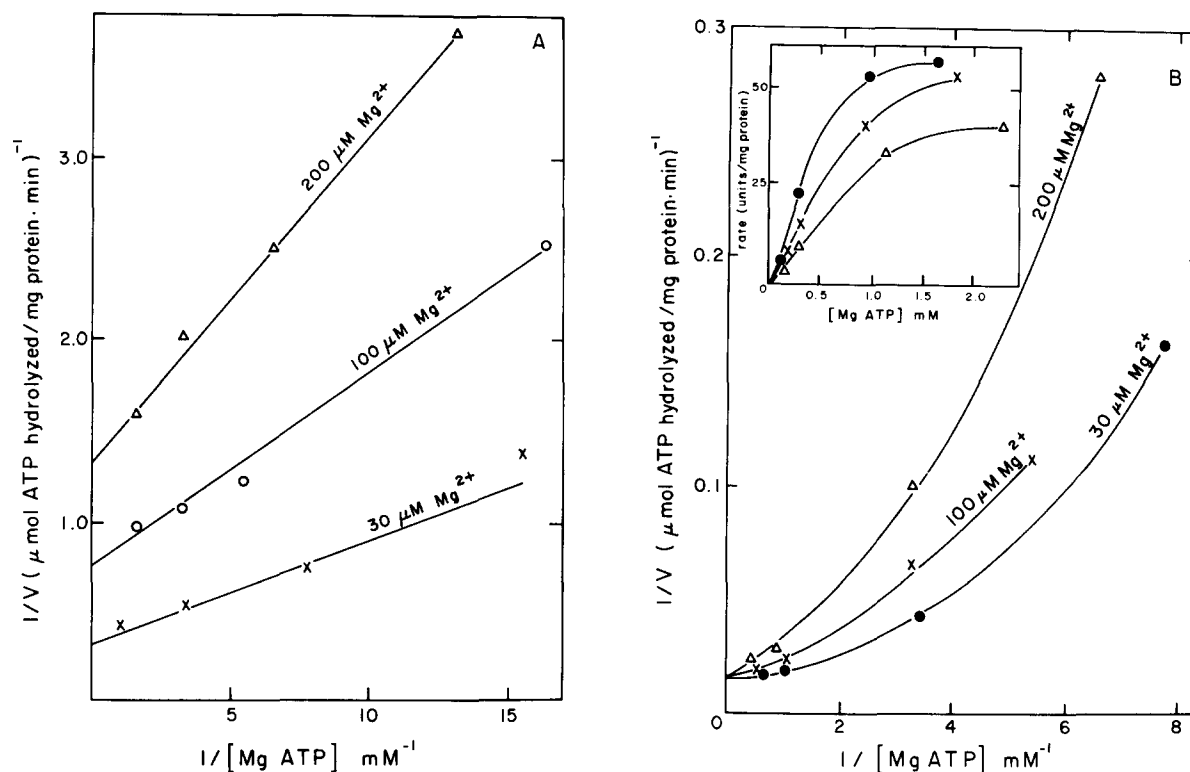 A
1/V ( μmol ATP hydrolyzed/mg protein·min)⁻¹
3.0
2.0
1.0
200 μM Mg²⁺
100 μM Mg²⁺
30 μM Mg²⁺
5
10
15
1/[Mg ATP] mM⁻¹
B
1/V (μmol ATP hydrolyzed/mg protein·min)⁻¹
0.3
0.2
0.1
0
2
4
6
8
200 μM Mg²⁺
100 μM Mg²⁺
30 μM Mg²⁺
1/ [Mg ATP] mM⁻¹
rate (units/mg protein)
50
25
0
0.5
1.0
1.5
2.0
[Mg ATP] mM